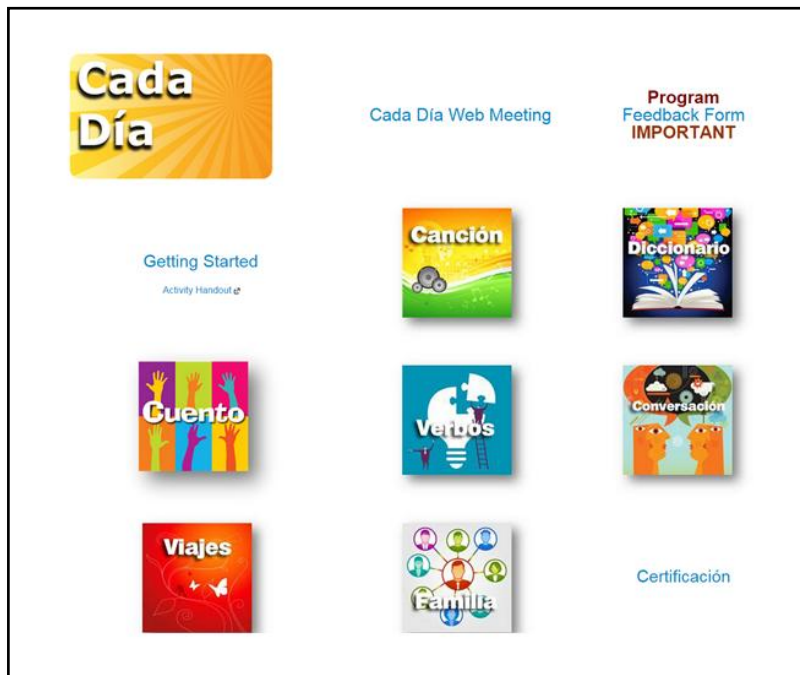 Cada
Día
Cada Día Web Meeting
Program
Feedback Form
IMPORTANT
Getting Started
Activity Handout
Canción
Diccionario
Cuento
Verbos
Conversación
Viajes
Familia
Certificación